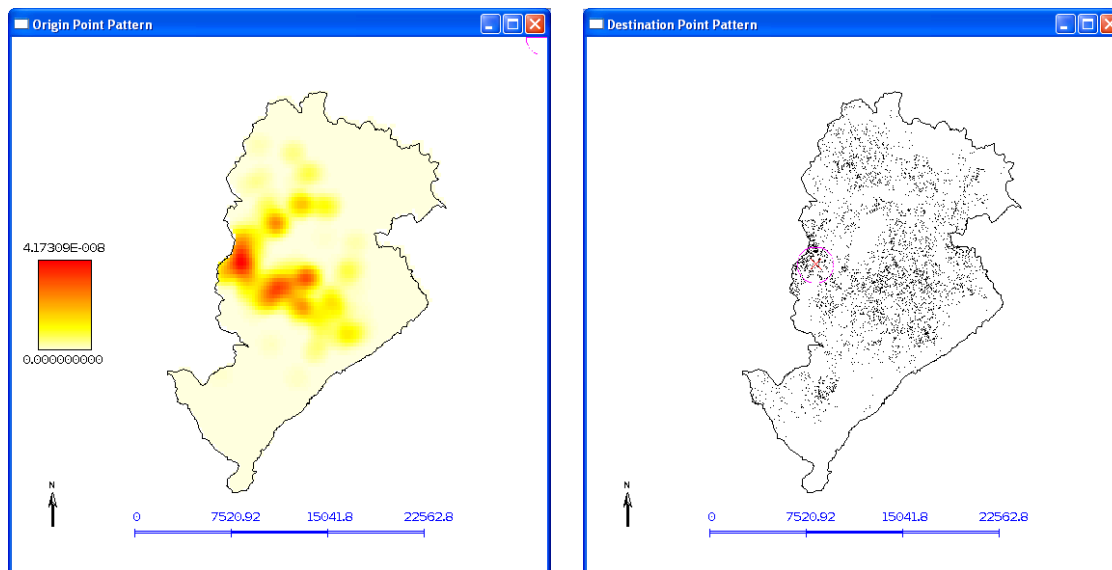 Origin Point Pattern
4.17309E-008
0.000000000
N
0 7520.92 15041.8 22562.8
Destination Point Pattern
N
0 7520.92 15041.8 22562.8